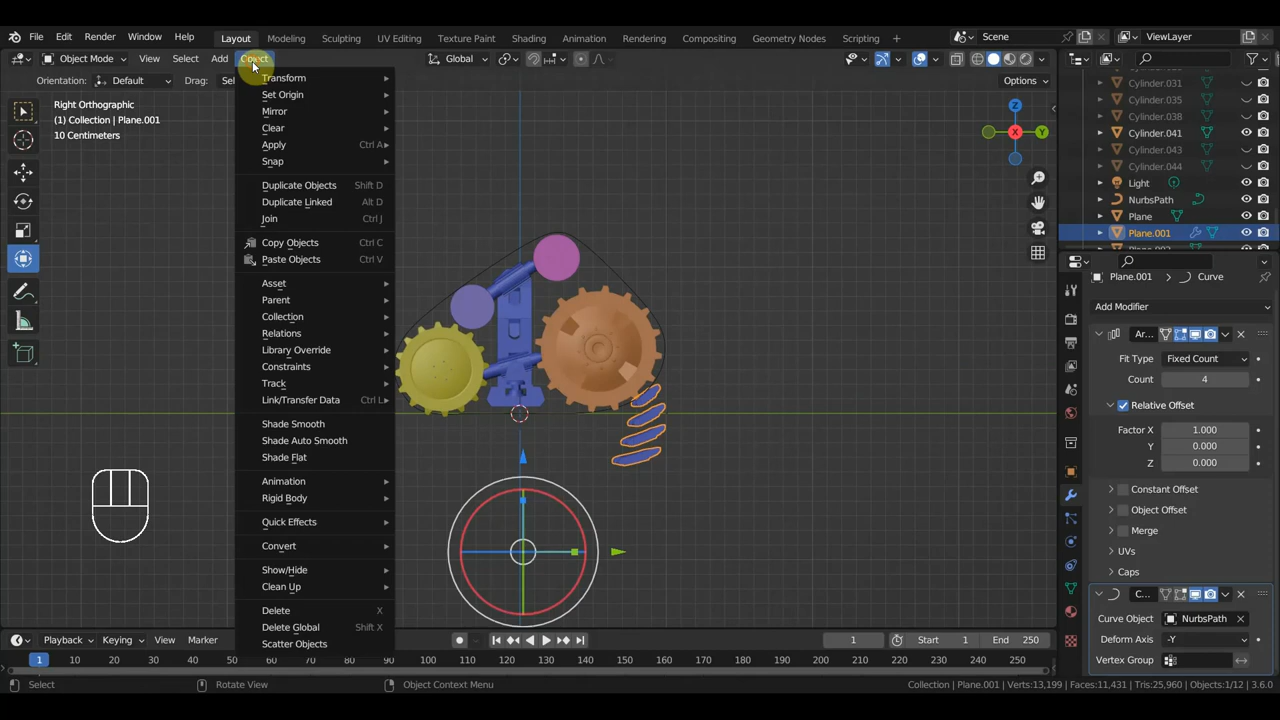 File Edit Render Window Help Layout Modeling Sculpting UV Editing Texture Paint Shading Animation Rendering Compositing Geometry Nodes Scripting Scene ViewLayer
Object Mode View Select Add Object Global
Orientation: Default Drag: Options
Right Orthographic
(1) Collection | Plane.001
10 Centimeters
Transform
Set Origin
Mirror
Clear
Apply Ctrl A
Snap
Duplicate Objects Shift D
Duplicate Linked Alt D
Join Ctrl J
Copy Objects Ctrl C
Paste Objects Ctrl V
Asset
Parent
Collection
Relations
Library Override
Constraints
Track
Link/Transfer Data Ctrl L
Shade Smooth
Shade Auto Smooth
Shade Flat
Animation
Rigid Body
Quick Effects
Convert
Show/Hide
Clean Up
Delete X
Delete Global Shift X
Scatter Objects
Z
Y
X
Cylinder.031
Cylinder.035
Cylinder.038
Cylinder.041
Cylinder.043
Cylinder.044
Light
NurbsPath
Plane
Plane.001
Plane.001 Curve
Add Modifier
Ar...
Fit Type Fixed Count
Count 4
Relative Offset
Factor X 1.000
Y 0.000
Z 0.000
Constant Offset
Object Offset
Merge
UVs
Caps
C...
Curve Object NurbsPath
Deform Axis -Y
Vertex Group
Playback Keying View Marker 1 Start 1 End 250
1 10 20 30 40 50 60 70 80 90 100 110 120 130 140 150 160 170 180 190 200 210 220 230 240 250
Select Rotate View Object Context Menu Collection | Plane.001 | Verts:13,199 | Faces:11,431 | Tris:25,960 | Objects:1/12 | 3.6.0